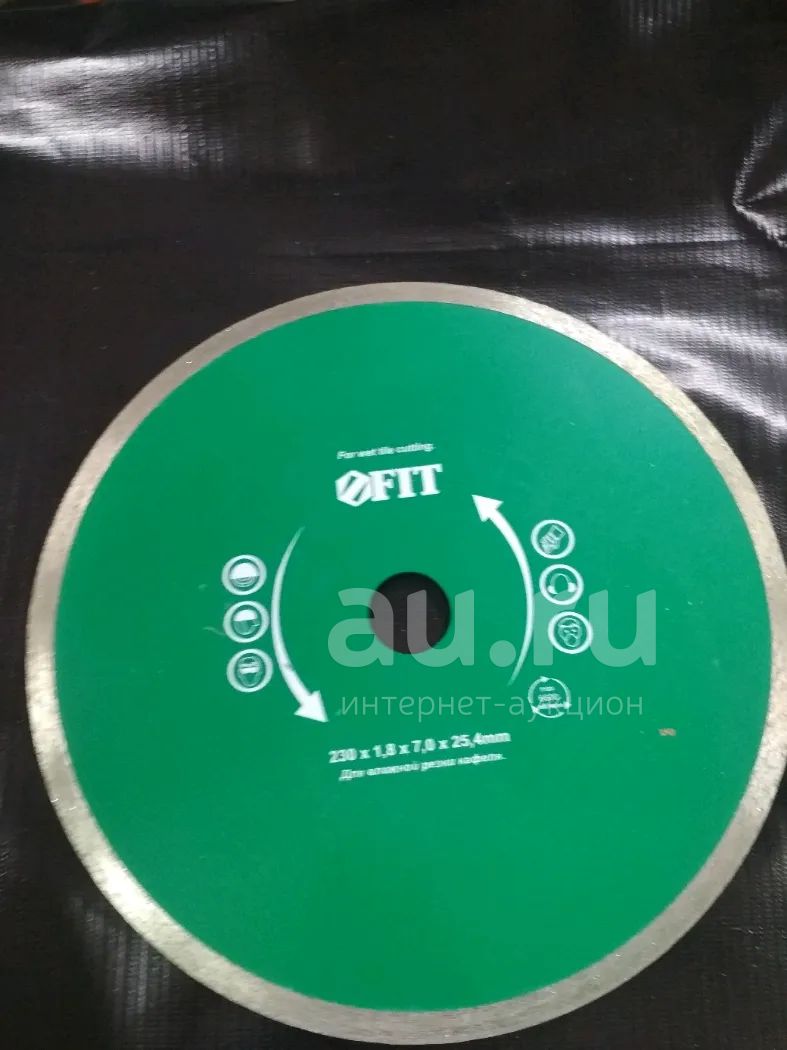 For wet tile cutting.
FIT
au.ru
интернет-аукцион
230 x 1,8 x 7,0 x 25,4mm
Для влажной резки кафеля.